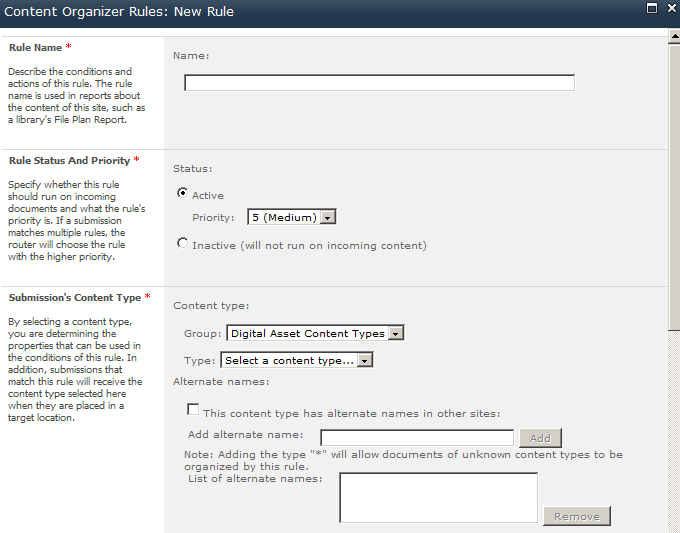 Content Organizer Rules: New Rule
Rule Name *
Describe the conditions and
actions of this rule. The rule
name is used in reports about
the content of this site, such as
a library's File Plan Report.
Name:
Rule Status And Priority *
Specify whether this rule
should run on incoming
documents and what the rule's
priority is. If a submission
matches multiple rules, the
router will choose the rule
with the higher priority.
Status:
Active
Priority: 5 (Medium)
Inactive (will not run on incoming content)
Submission's Content Type *
By selecting a content type,
you are determining the
properties that can be used in
the conditions of this rule. In
addition, submissions that
match this rule will receive the
content type selected here
when they are placed in a
target location.
Content type:
Group: Digital Asset Content Types
Type: Select a content type...
Alternate names:
This content type has alternate names in other sites:
Add alternate name: Add
Note: Adding the type "*" will allow documents of unknown content types to be
organized by this rule.
List of alternate names:
Remove